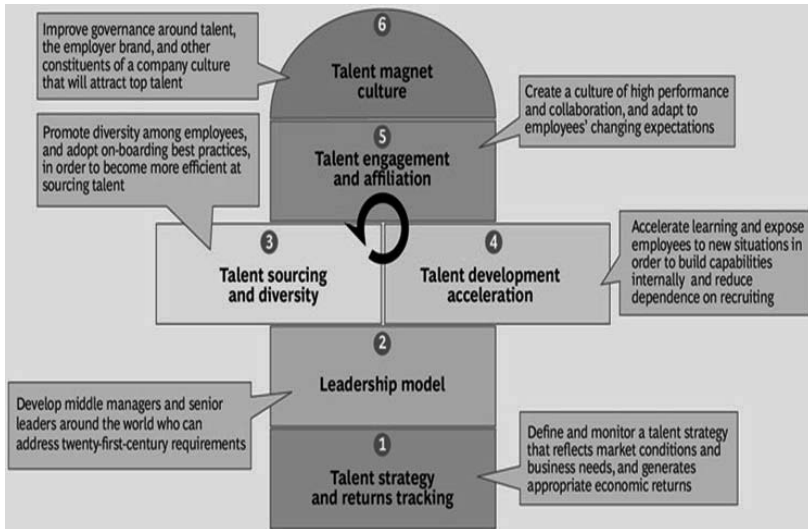 Improve governance around talent,
the employer brand, and other
constituents of a company culture
that will attract top talent
6
Talent magnet
culture
Create a culture of high performance
and collaboration, and adapt to
employees' changing expectations
Promote diversity among employees,
and adopt on-boarding best practices,
in order to become more efficient at
sourcing talent
5
Talent engagement
and affiliation
3
Talent sourcing
and diversity
4
Talent development
acceleration
Accelerate learning and expose
employees to new situations in
order to build capabilities
internally and reduce
dependence on recruiting
2
Leadership model
Develop middle managers and senior
leaders around the world who can
address twenty-first-century requirements
1
Talent strategy
and returns tracking
Define and monitor a talent strategy
that reflects market conditions and
business needs, and generates
appropriate economic returns